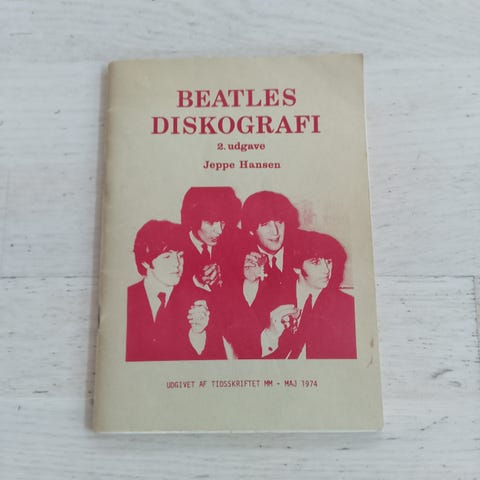 BEATLES
DISKOGRAFI
2. udgave
Jeppe Hansen
UDGIVET AF TIDSSKRIFTET MM - MAJ 1974